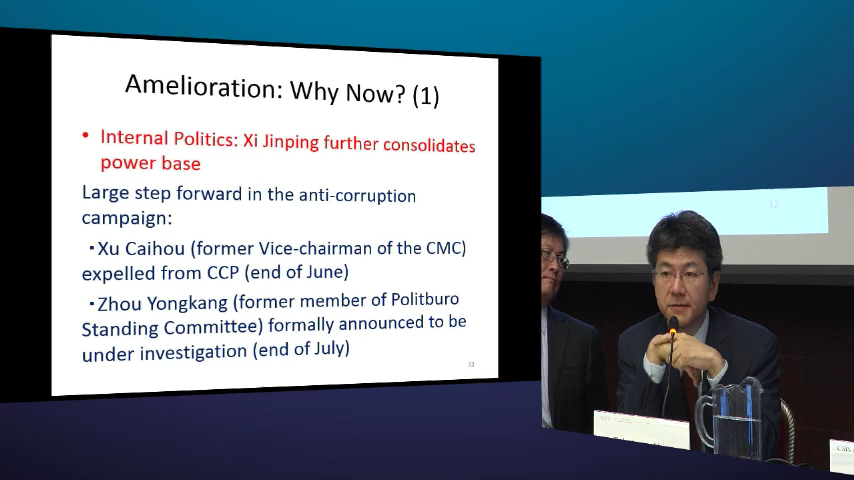 Amelioration: Why Now? (1)
• Internal Politics: Xi Jinping further consolidates
power base
Large step forward in the anti-corruption
campaign:
▪Xu Caihou (former Vice-chairman of the CMC)
expelled from CCP (end of June)
▪Zhou Yongkang (former member of Politburo
Standing Committee) formally announced to be
under investigation (end of July)
32
32